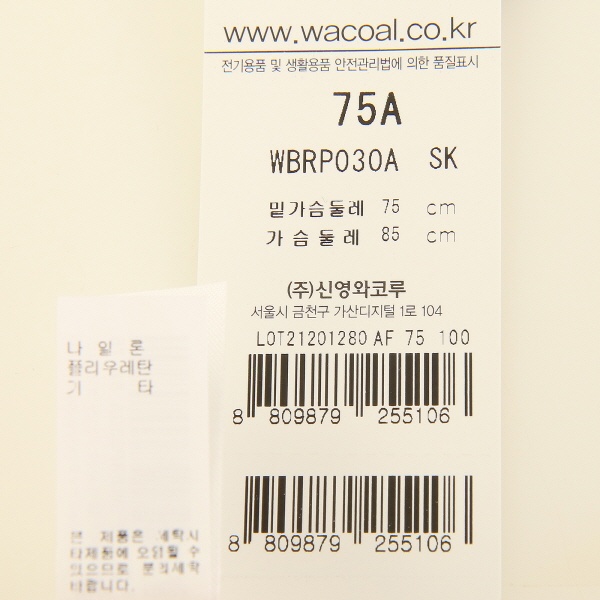 www.wacoal.co.kr
전기용품 및 생활용품 안전관리법에 의한 품질표시
75A
WBRP030A SK
밑가슴둘레 75 cm
가슴둘레 85 cm
(주)신영와코루
서울시 금천구 가산디지털 1로 104
LOT21201280 AF 75 100
8 809879 255106
8 809879 255106
나일론
폴리우레탄
기타
본 제품은 세탁시
타제품에 오염될 수
있으므로 분리세탁
바랍니다.